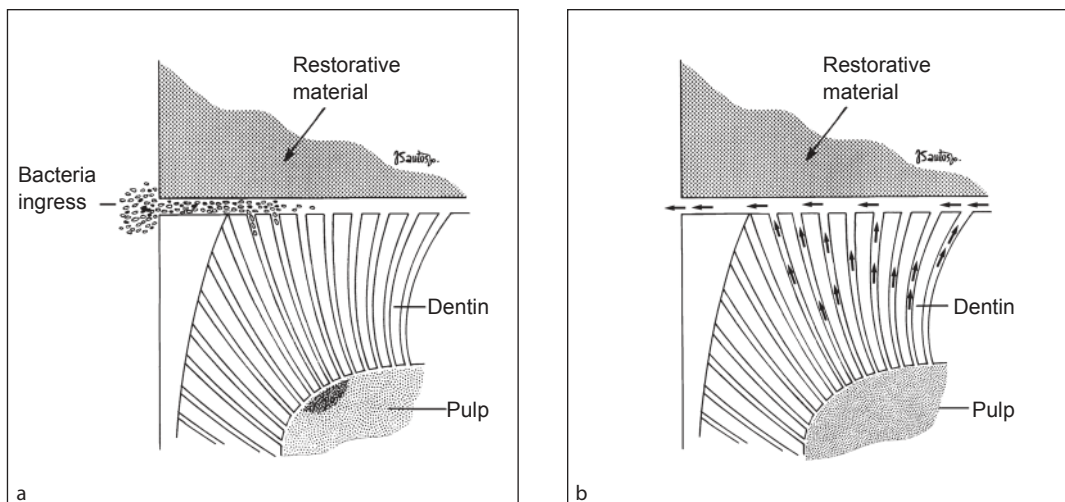 Restorative
material
Bacteria
ingress
Dentin
Pulp
a
Restorative
material
Dentin
Pulp
b